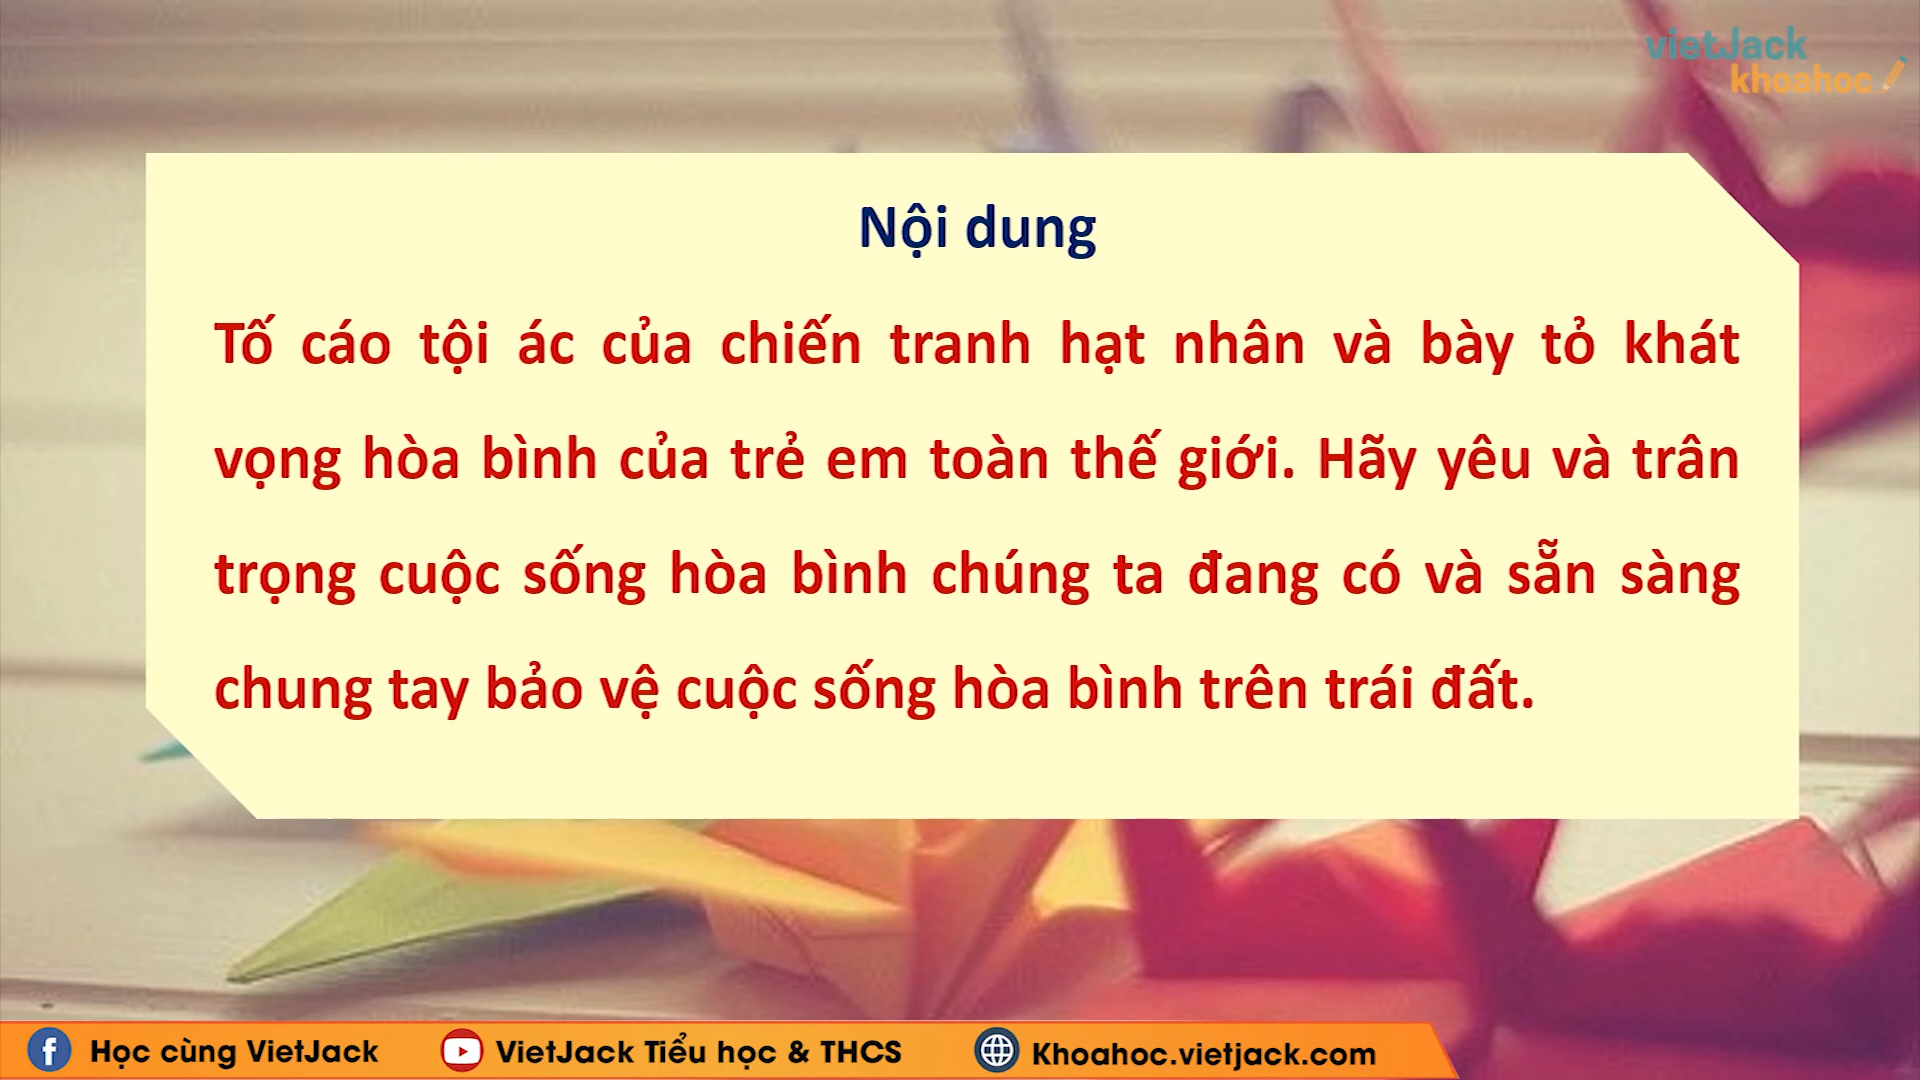 vietJack
khoahoc
Nội dung
Tố cáo tội ác của chiến tranh hạt nhân và bày tỏ khát
vọng hòa bình của trẻ em toàn thế giới. Hãy yêu và trân
trọng cuộc sống hòa bình chúng ta đang có và sẵn sàng
chung tay bảo vệ cuộc sống hòa bình trên trái đất.
Học cùng VietJack
VietJack Tiểu học & THCS
Khoahoc.vietjack.com